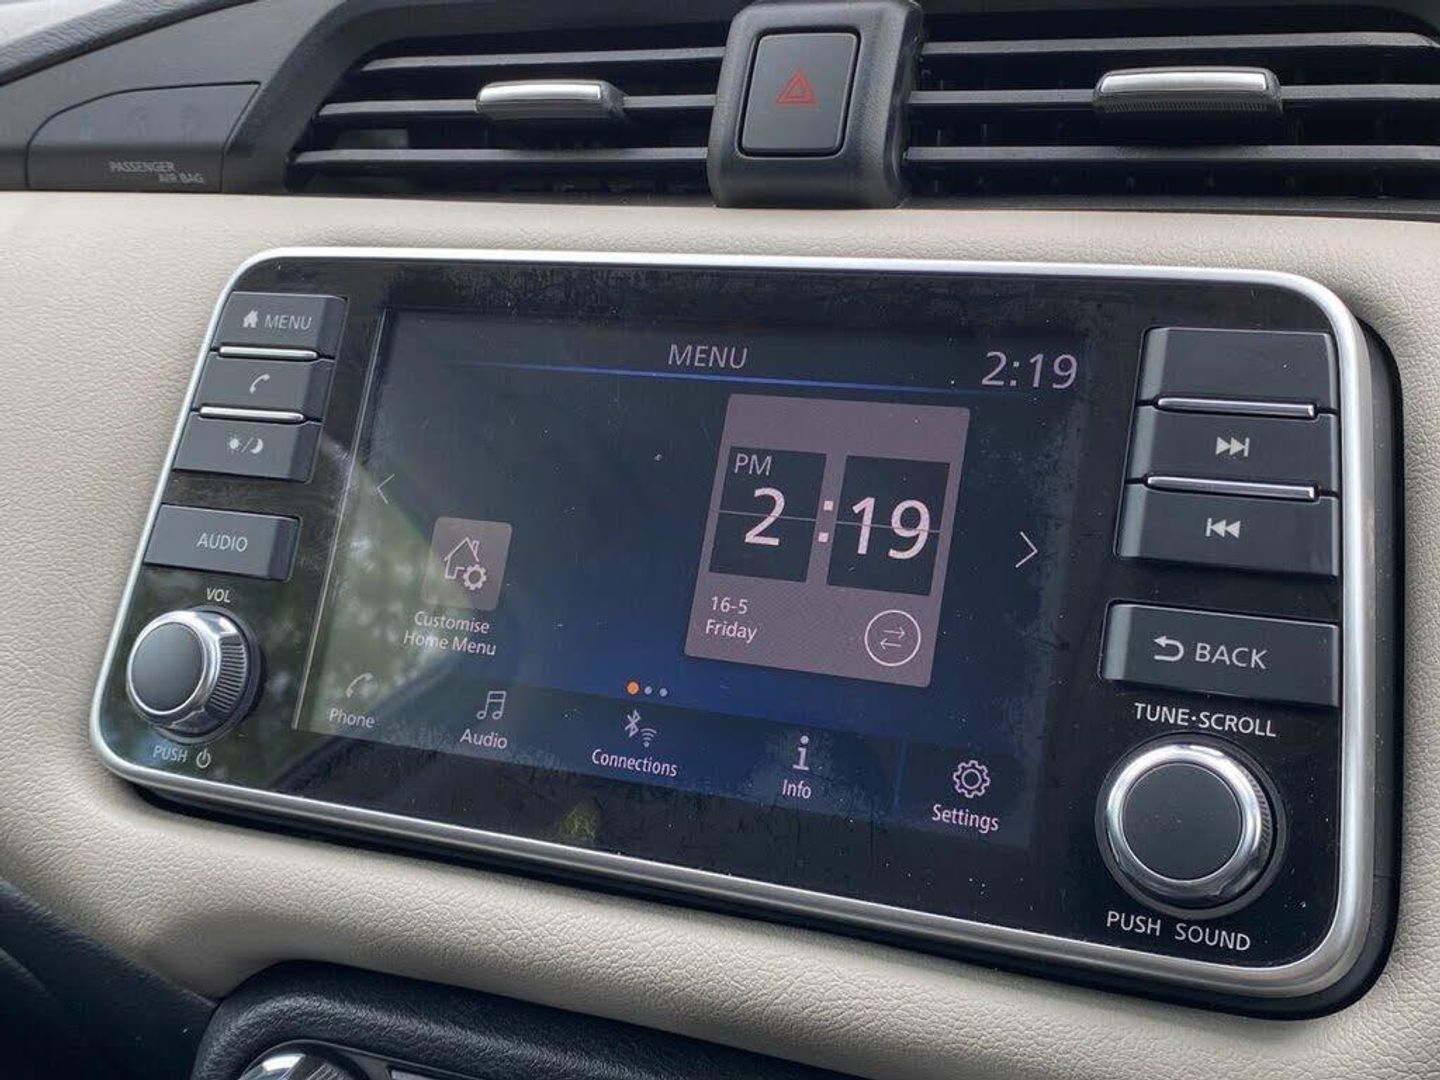 PASSENGER
AIR BAG
MENU
AUDIO
VOL
PUSH
MENU
2:19
PM
2:19
16-5
Friday
Customise
Home Menu
Phone
Audio
Connections
Info
Settings
BACK
TUNE·SCROLL
PUSH SOUND